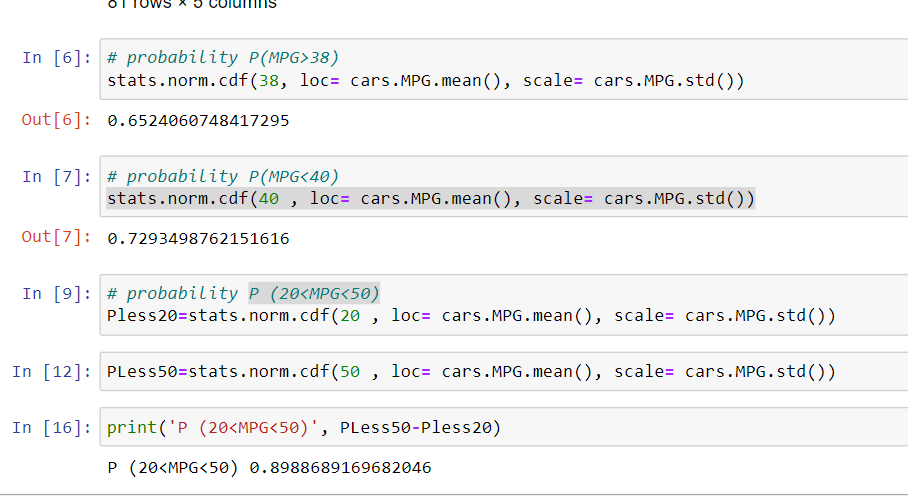 81 rows × 5 columns
In [6]: # probability P(MPG>38)
stats.norm.cdf(38, loc= cars.MPG.mean(), scale= cars.MPG.std())
Out[6]: 0.6524060748417295
In [7]: # probability P(MPG<40)
stats.norm.cdf(40 , loc= cars.MPG.mean(), scale= cars.MPG.std())
Out[7]: 0.7293498762151616
In [9]: # probability P (20<MPG<50)
Pless20=stats.norm.cdf(20 , loc= cars.MPG.mean(), scale= cars.MPG.std())
In [12]: PLess50=stats.norm.cdf(50 , loc= cars.MPG.mean(), scale= cars.MPG.std())
In [16]: print('P (20<MPG<50)', PLess50-Pless20)
P (20<MPG<50) 0.8988689169682046